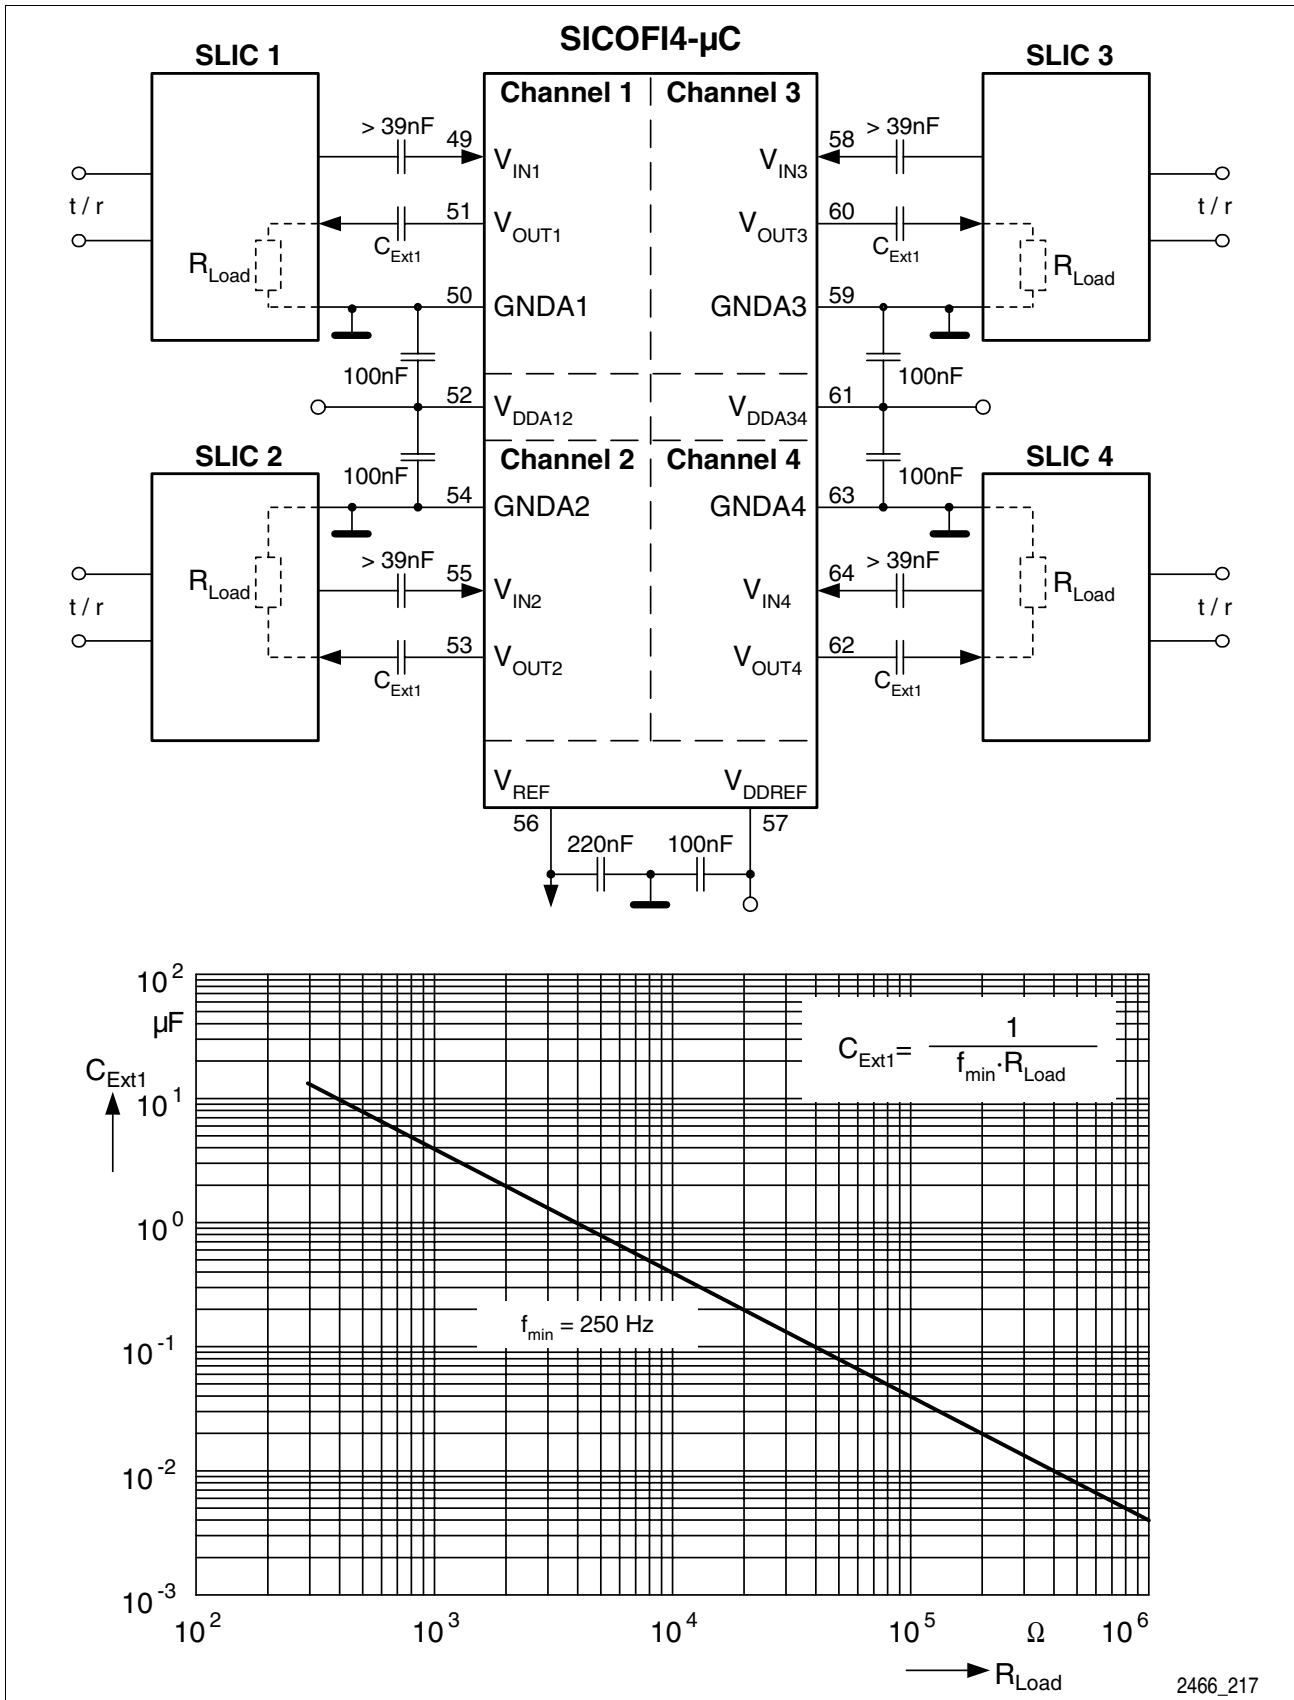 SICOFI4-µC
SLIC 1
SLIC 3
Channel 1
Channel 3
> 39nF
49
V_IN1
V_IN3
58
> 39nF
t / r
51
V_OUT1
V_OUT3
60
t / r
C_Ext1
C_Ext1
R_Load
R_Load
50
GNDA1
GNDA3
59
100nF
100nF
52
V_DDA12
V_DDA34
61
SLIC 2
Channel 2
Channel 4
SLIC 4
100nF
100nF
54
GNDA2
GNDA4
63
> 39nF
> 39nF
R_Load
55
V_IN2
V_IN4
64
R_Load
t / r
t / r
53
V_OUT2
V_OUT4
62
C_Ext1
C_Ext1
V_REF
V_DDREF
56
57
220nF
100nF
10^2
µF
C_Ext1
C_Ext1 = 1 / (f_min·R_Load)
10^1
10^0
f_min = 250 Hz
10^-1
10^-2
10^-3
10^2
10^3
10^4
10^5
Ω
10^6
R_Load
2466_217